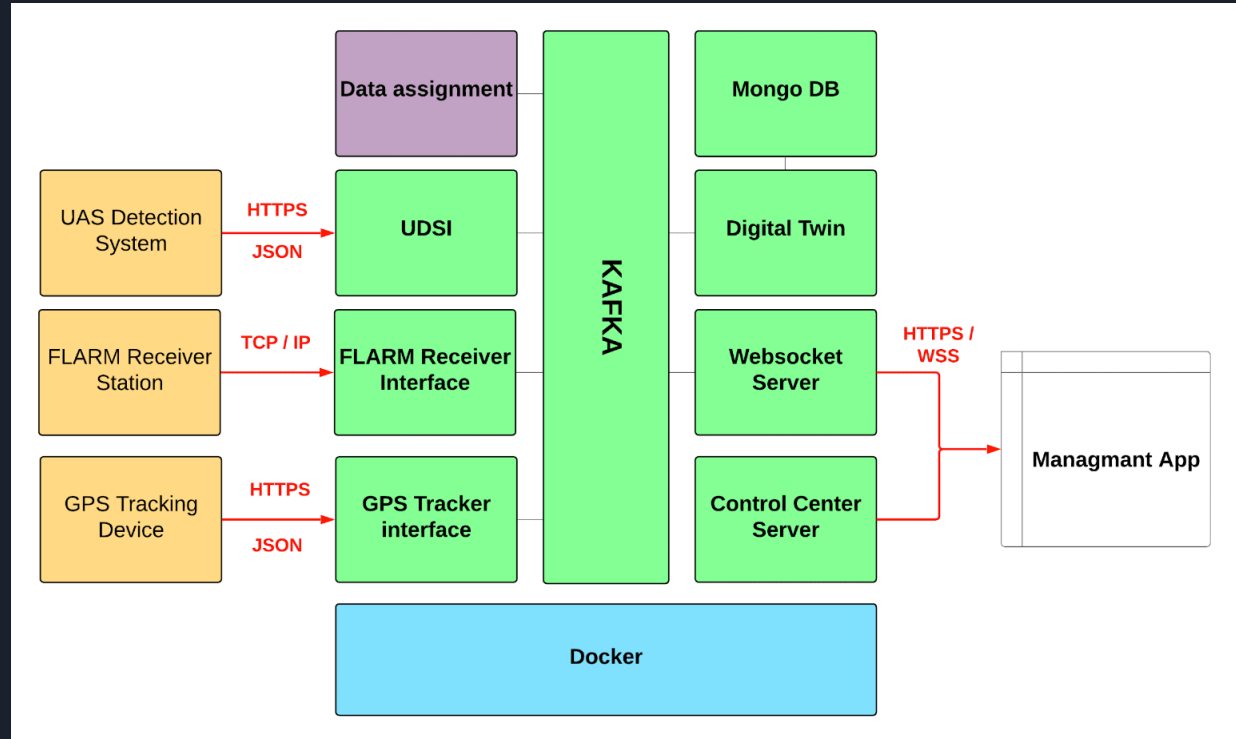 Data assignment
Mongo DB
UAS Detection
System
HTTPS
JSON
UDSI
KAFKA
Digital Twin
FLARM Receiver
Station
TCP / IP
FLARM Receiver
Interface
Websocket
Server
HTTPS /
WSS
Managmant App
GPS Tracking
Device
HTTPS
JSON
GPS Tracker
interface
Control Center
Server
Docker